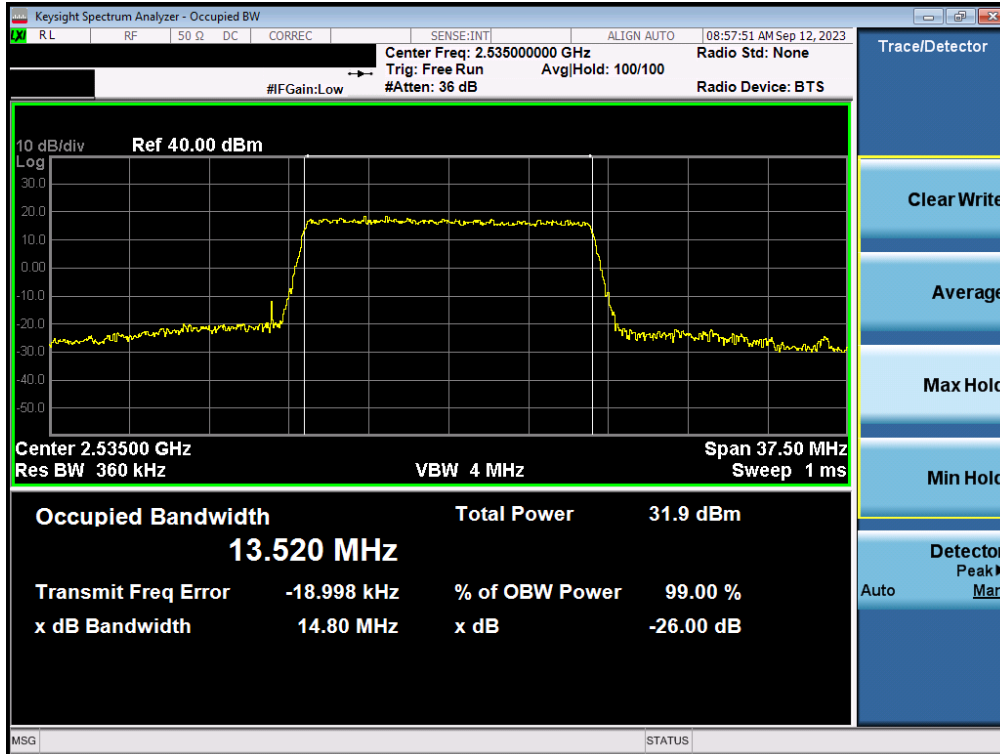 Keysight Spectrum Analyzer - Occupied BW
LXI RL RF 50 Ω DC CORREC SENSE:INT ALIGN AUTO 08:57:51 AM Sep 12, 2023
Center Freq: 2.535000000 GHz Radio Std: None
Trig: Free Run Avg|Hold: 100/100
#IFGain:Low #Atten: 36 dB Radio Device: BTS
10 dB/div Ref 40.00 dBm
Log
30.0
20.0
10.0
0.00
-10.0
-20.0
-30.0
-40.0
-50.0
Center 2.53500 GHz Span 37.50 MHz
Res BW 360 kHz VBW 4 MHz Sweep 1 ms
Occupied Bandwidth Total Power 31.9 dBm
13.520 MHz
Transmit Freq Error -18.998 kHz % of OBW Power 99.00 %
x dB Bandwidth 14.80 MHz x dB -26.00 dB
MSG STATUS
Trace/Detector
Clear Write
Average
Max Hold
Min Hold
Detector
Peak
Auto Man